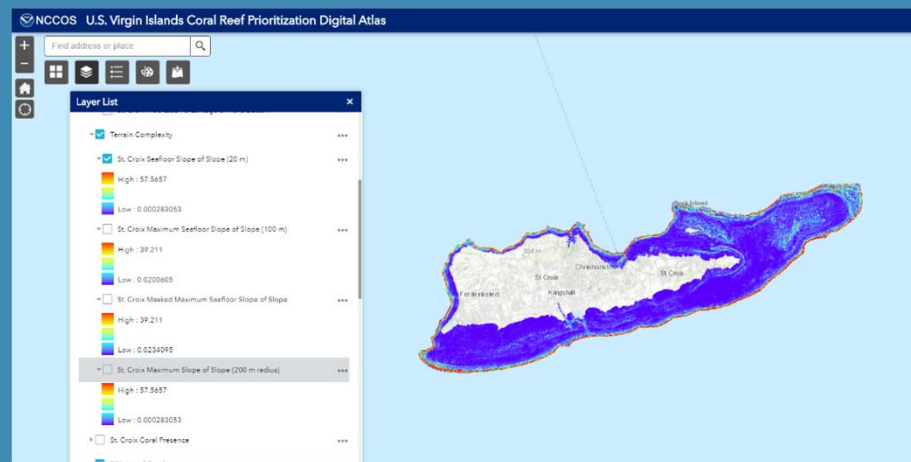 NCCOS U.S. Virgin Islands Coral Reef Prioritization Digital Atlas
Find address or place
Layer List
Terrain Complexity
St. Croix Seafloor Slope of Slope (20 m)
High : 57.5657
Low : 0.000283053
St. Croix Maximum Seafloor Slope of Slope (100 m)
High : 39.211
Low : 0.0200605
St. Croix Masked Maximum Seafloor Slope of Slope
High : 39.211
Low : 0.0234095
St. Croix Maximum Slope of Slope (200 m radius)
High : 57.5657
Low : 0.000283053
St. Croix Coral Presence
Christiansted
St Croix
St Croix
Frederiksted
Kingshill